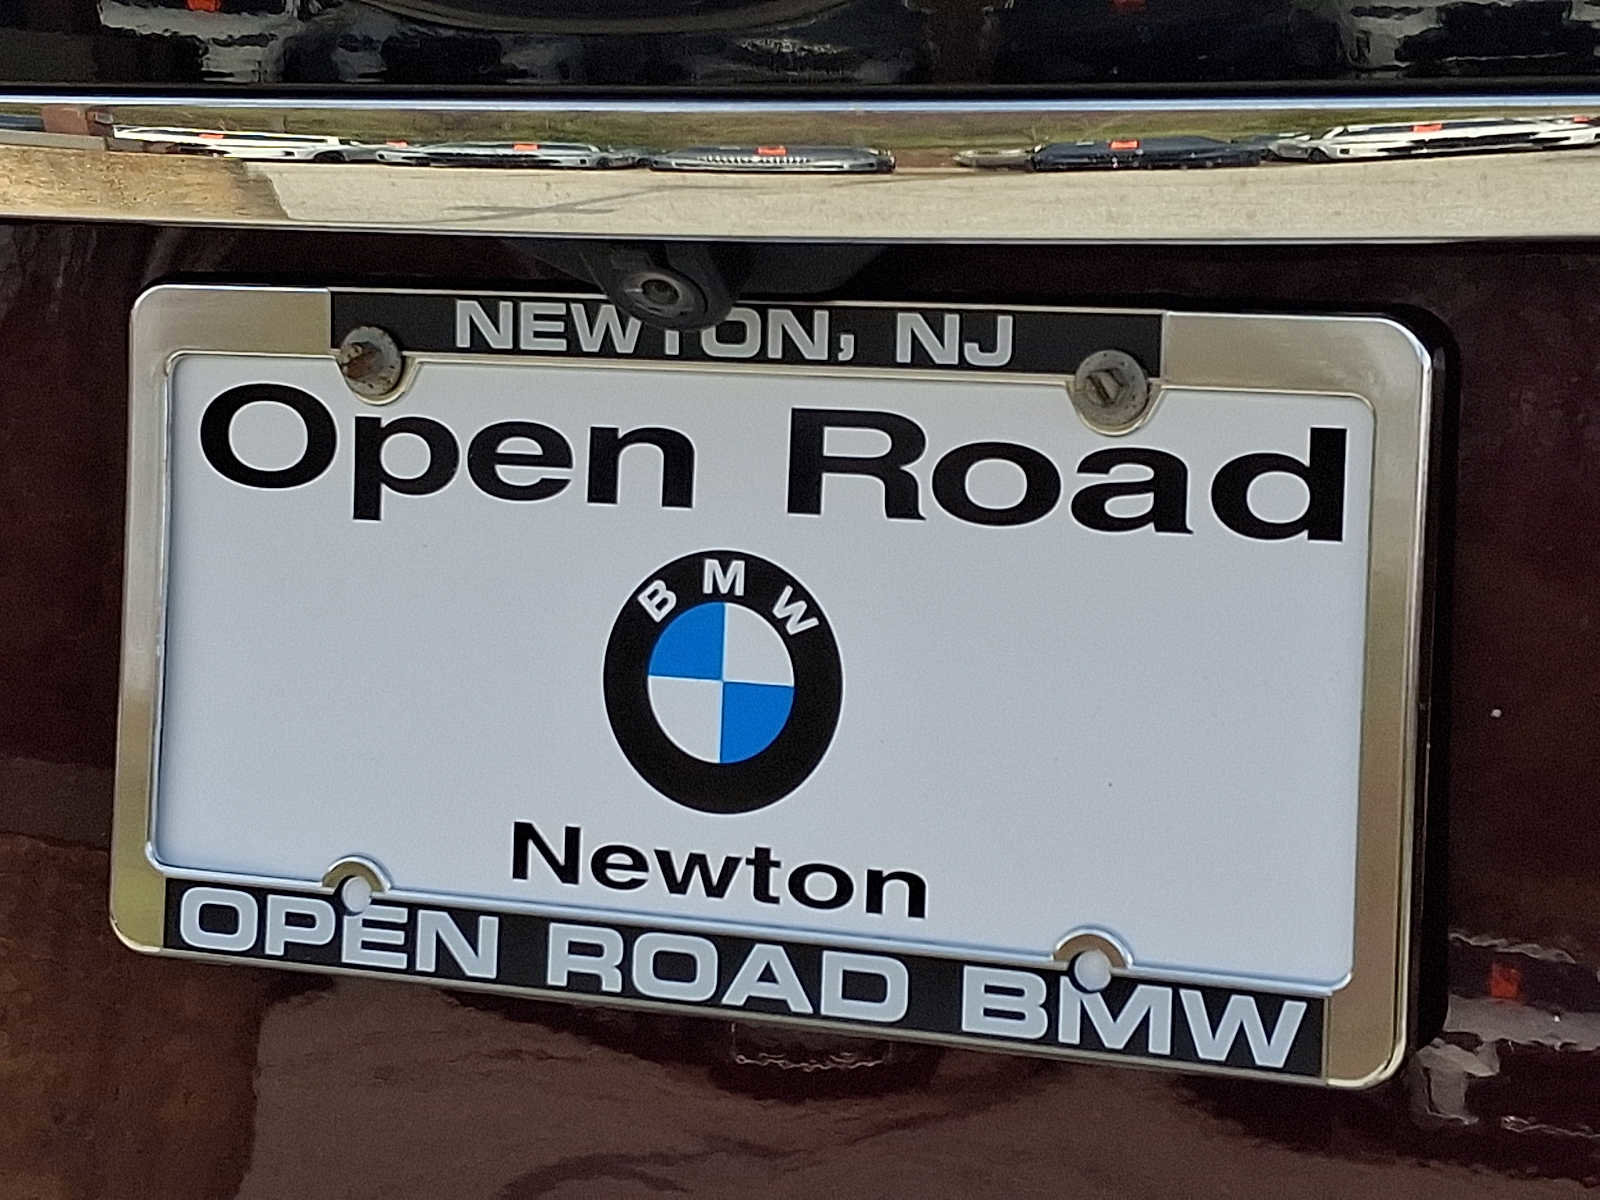 NEWTON, NJ
Open Road
BMW
Newton
OPEN ROAD BMW